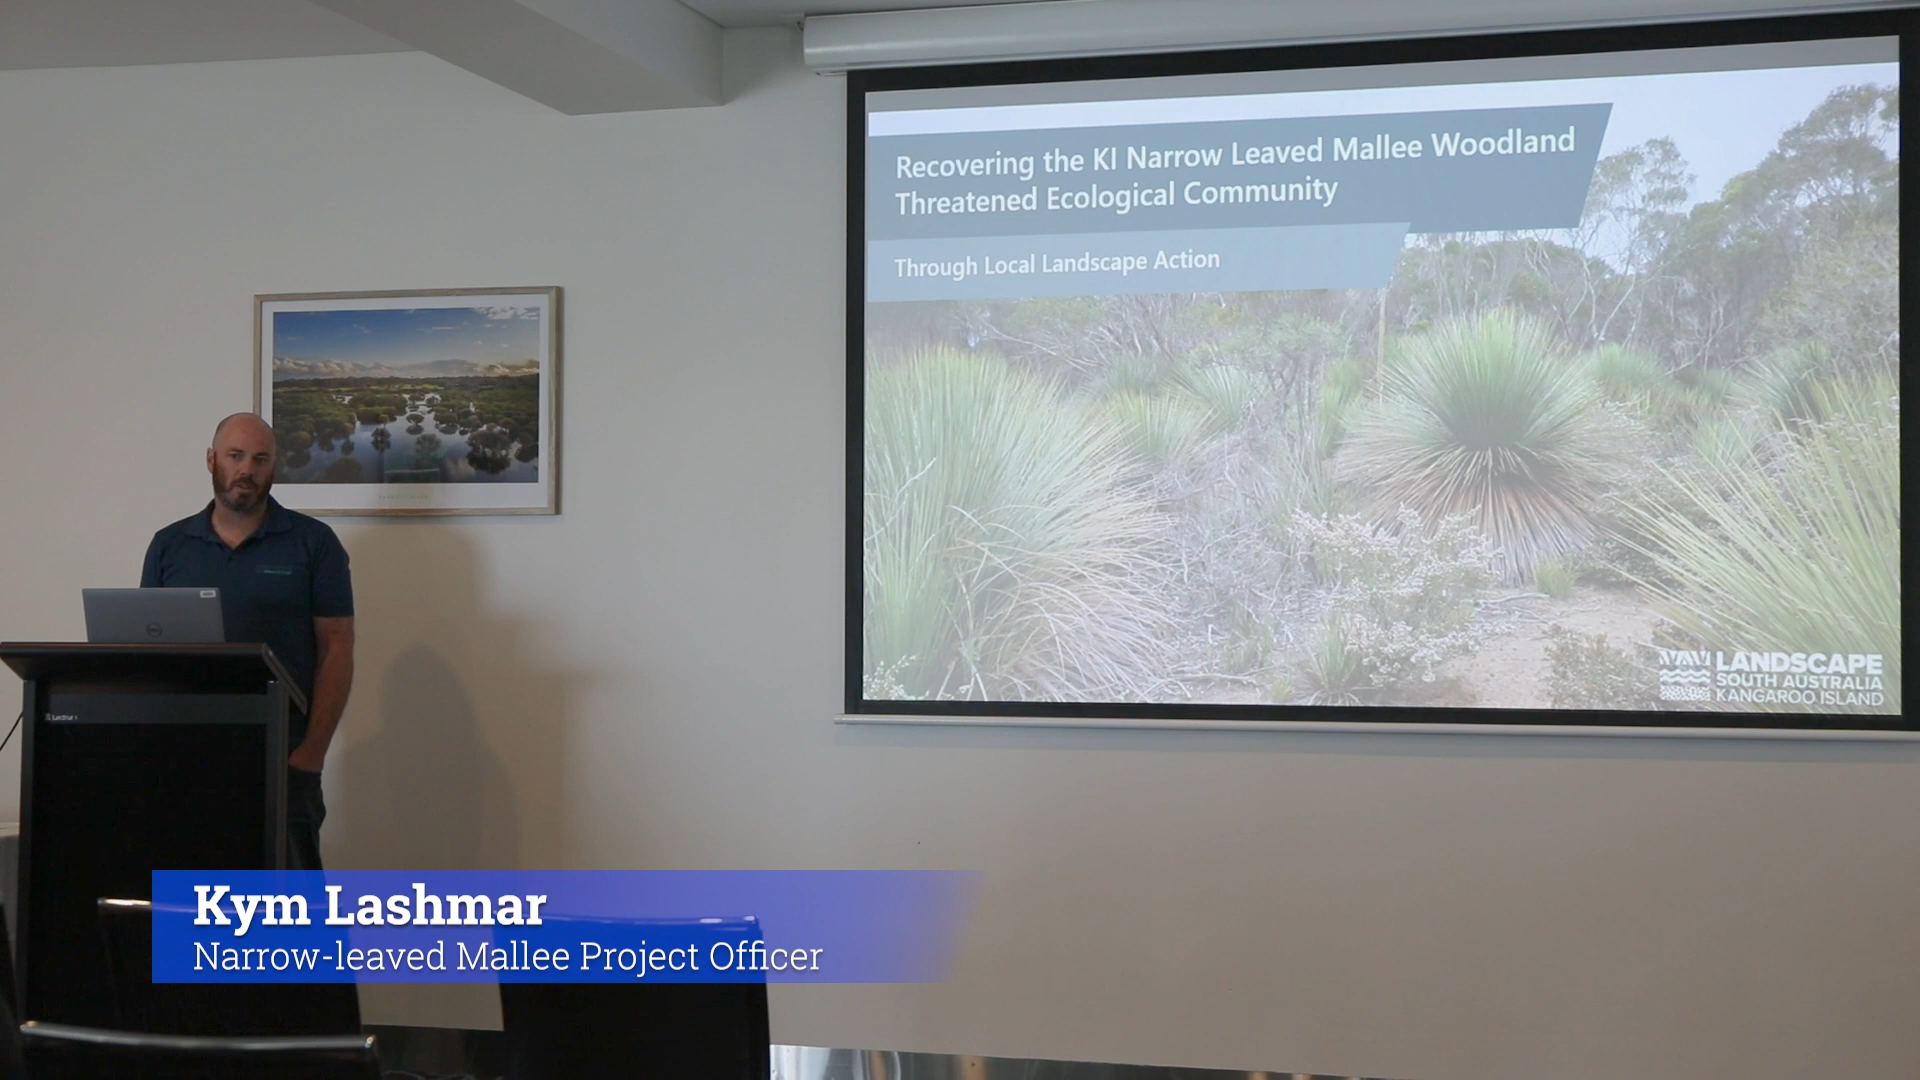 Recovering the KI Narrow Leaved Mallee Woodland
Threatened Ecological Community
Through Local Landscape Action
LANDSCAPE
SOUTH AUSTRALIA
KANGAROO ISLAND
Kym Lashmar
Narrow-leaved Mallee Project Officer